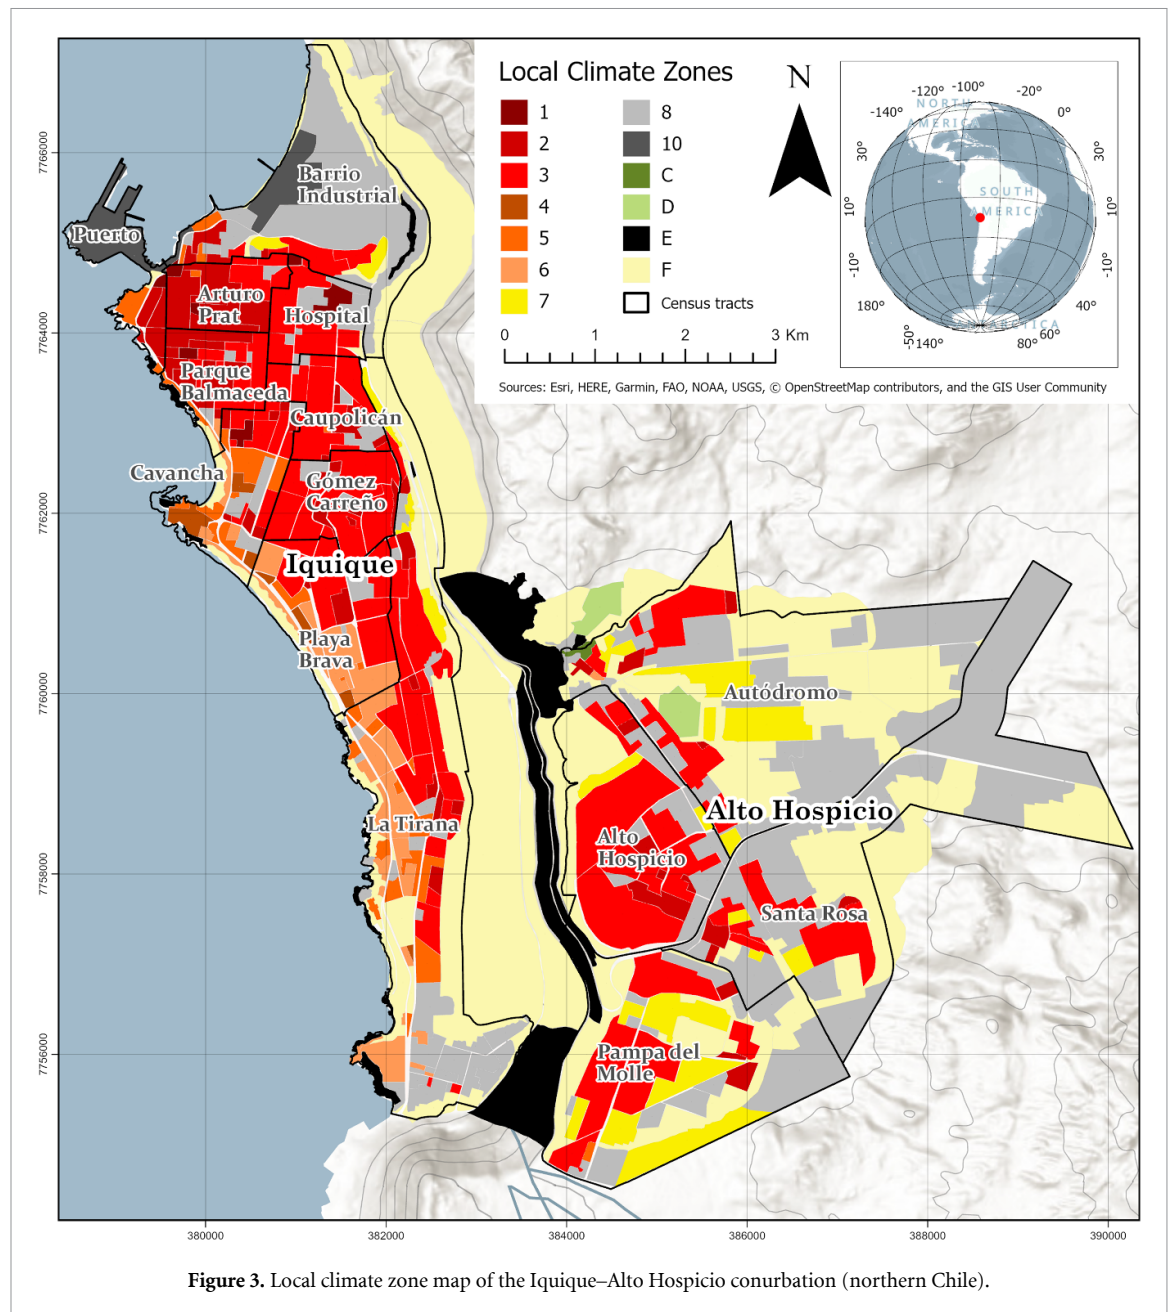 Local Climate Zones
1
2
3
4
5
6
7
8
10
C
D
E
F
Census tracts
N
0 1 2 3 Km
Sources: Esri, HERE, Garmin, FAO, NOAA, USGS, © OpenStreetMap contributors, and the GIS User Community
-140° -120° -100° -20° 0°
30° 30°
10° 10°
-10° -10°
180° 40°
-50° -140° 80° 60°
NORTH
AMERICA
SOUTH
AMERICA
ANTARCTICA
7766000
7764000
7762000
7760000
7758000
7756000
Barrio
Industrial
Puerto
Arturo
Prat
Hospital
Parque
Balmaceda
Caupolicán
Cavancha
Gómez
Carreño
Iquique
Playa
Brava
Autódromo
Alto Hospicio
La Tirana
Alto
Hospicio
Santa Rosa
Pampa del
Molle
380000 382000 384000 386000 388000 390000
Figure 3. Local climate zone map of the Iquique–Alto Hospicio conurbation (northern Chile).